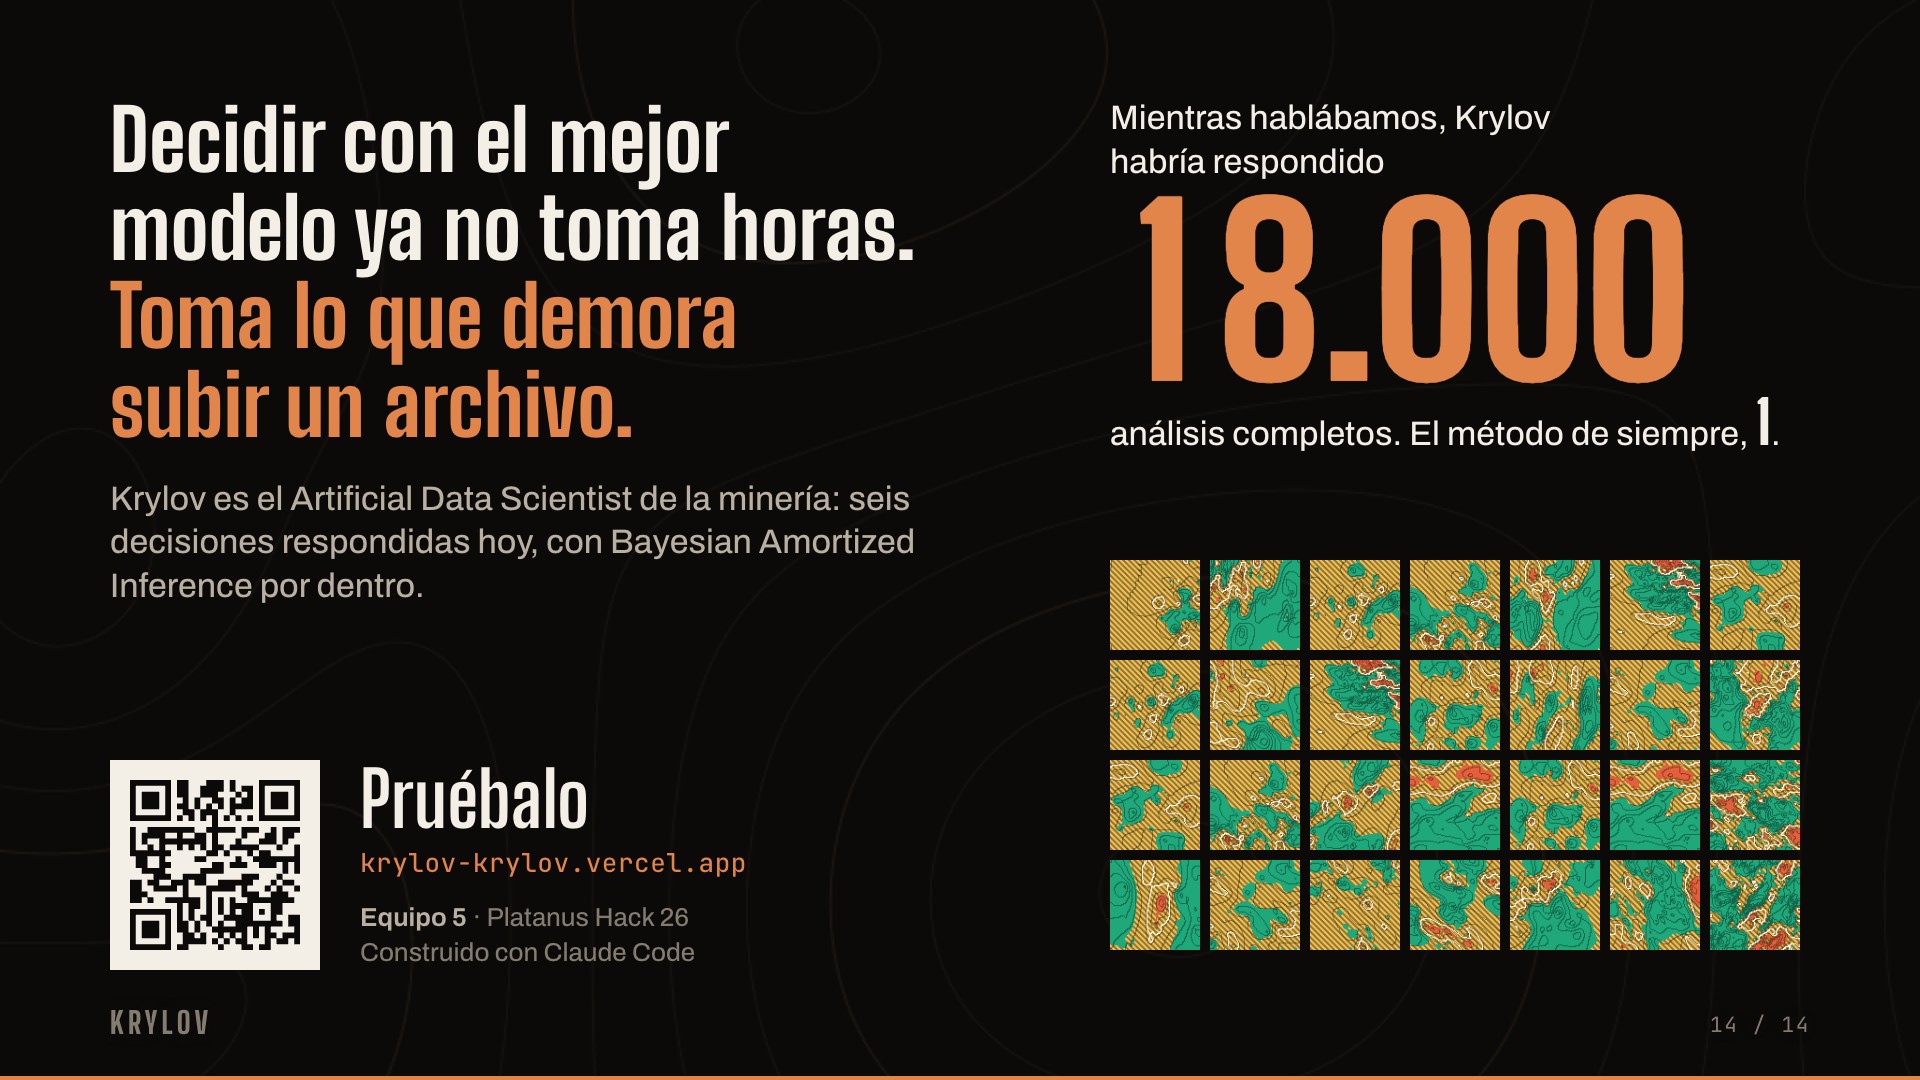 Decidir con el mejor
modelo ya no toma horas.
Toma lo que demora
subir un archivo.
Krylov es el Artificial Data Scientist de la minería: seis
decisiones respondidas hoy, con Bayesian Amortized
Inference por dentro.
Pruébalo
krylov-krylov.vercel.app
Equipo 5 · Platanus Hack 26
Construido con Claude Code
Mientras hablábamos, Krylov
habría respondido
18.000
análisis completos. El método de siempre, 1.
KRYLOV
14 / 14